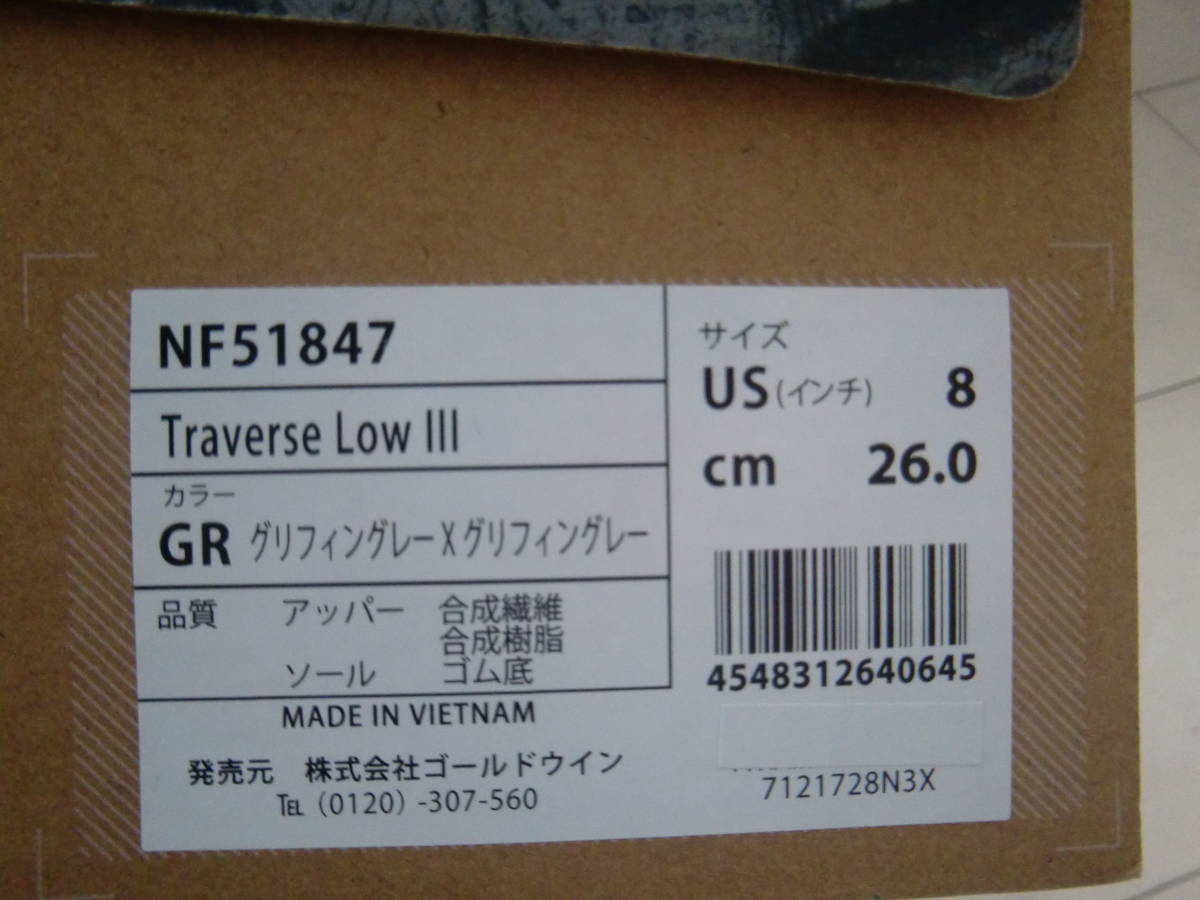 NF51847
Traverse Low III
カラー
GR グリフィングレーXグリフィングレー
品質 アッパー 合成繊維
合成樹脂
ソール ゴム底
MADE IN VIETNAM
発売元 株式会社ゴールドウイン
℡（0120）-307-560
サイズ
US(インチ) 8
cm 26.0
4548312640645
7121728N3X